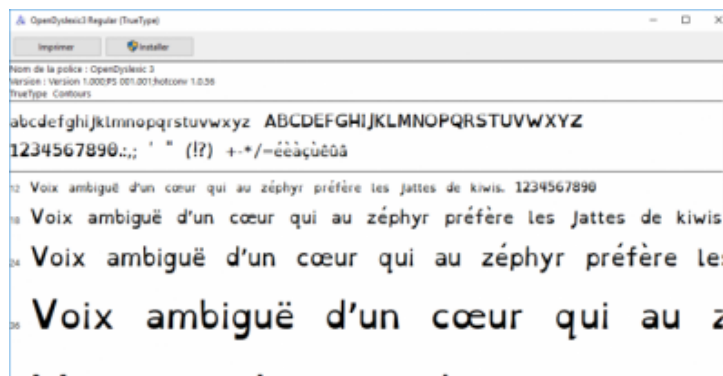 OpenDyslexic3 Regular (TrueType)
Imprimer Installer
Nom de la police : OpenDyslexic 3
Version : Version 1.000;PS 001.001;hotconv 1.0.56
TrueType Contours
abcdefghijklmnopqrstuvwxyz ABCDEFGHIJKLMNOPQRSTUVWXYZ
1234567890.:,; ' " (!?) +-*/=éèàçùêûâ
12 Voix ambiguë d'un cœur qui au zéphyr préfère les jattes de kiwis. 1234567890
18 Voix ambiguë d'un cœur qui au zéphyr préfère les jattes de kiwis
24 Voix ambiguë d'un cœur qui au zéphyr préfère les
36 Voix ambiguë d'un cœur qui au z